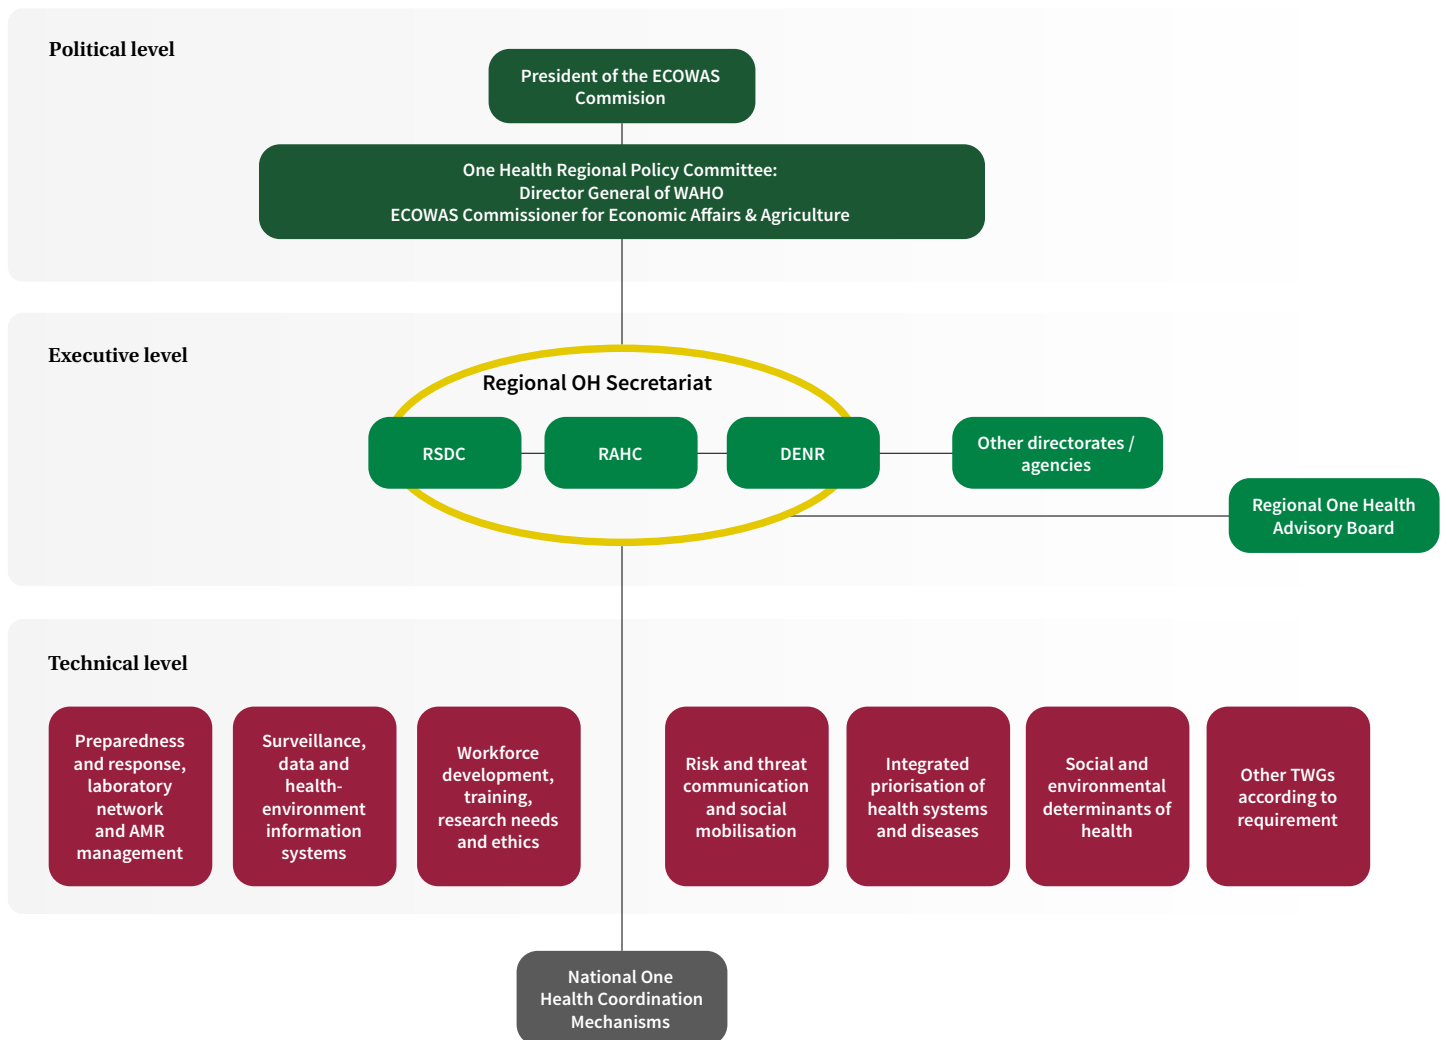 Political level
President of the ECOWAS
Commision
One Health Regional Policy Committee:
Director General of WAHO
ECOWAS Commissioner for Economic Affairs & Agriculture
Executive level
Regional OH Secretariat
RSDC
RAHC
DENR
Other directorates /
agencies
Regional One Health
Advisory Board
Technical level
Preparedness
and response,
laboratory
network
and AMR
management
Surveillance,
data and
health-
environment
information
systems
Workforce
development,
training,
research needs
and ethics
Risk and threat
communication
and social
mobilisation
Integrated
priorisation of
health systems
and diseases
Social and
environmental
determinants of
health
Other TWGs
according to
requirement
National One
Health Coordination
Mechanisms